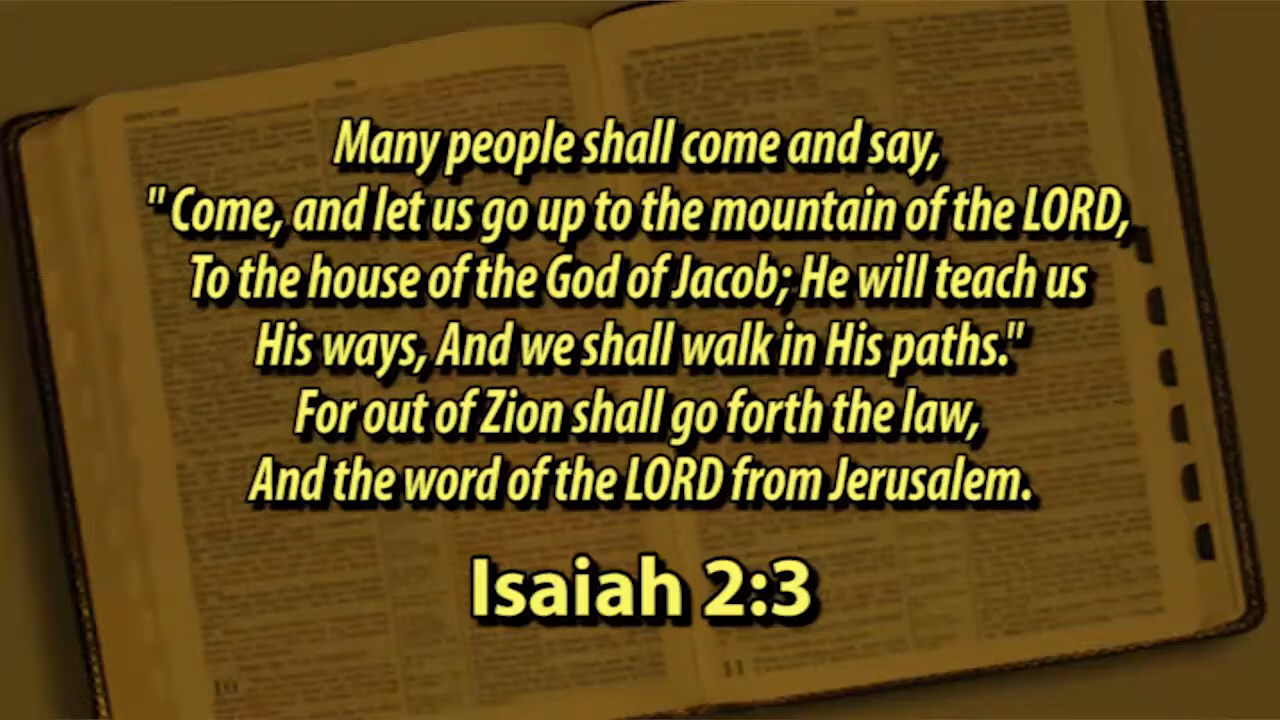 Many people shall come and say,
"Come, and let us go up to the mountain of the LORD,
To the house of the God of Jacob; He will teach us
His ways, And we shall walk in His paths."
For out of Zion shall go forth the law,
And the word of the LORD from Jerusalem.
Isaiah 2:3
10
11